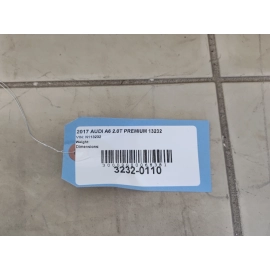 2017 AUDI A6 2.0T PREMIUM 13232
Weight:
Dimensions:
3232-0110